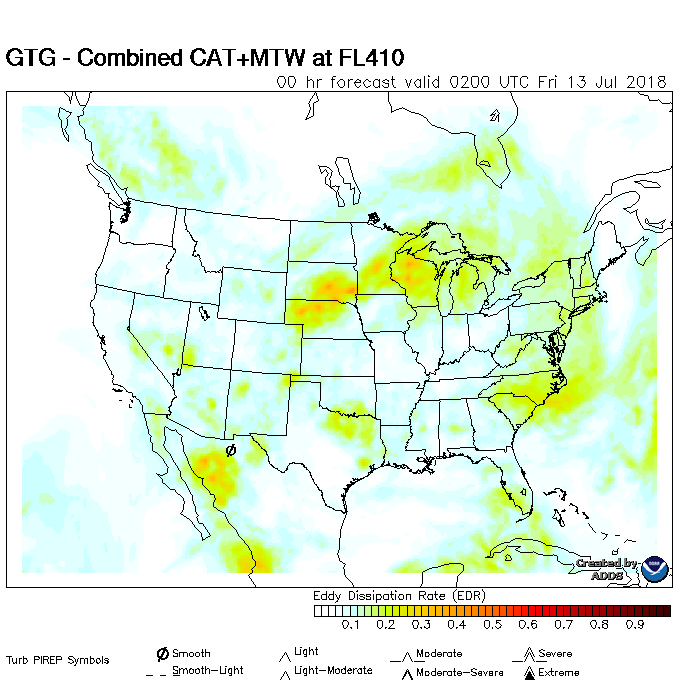 GTG - Combined CAT+MTW at FL410
00 hr forecast valid 0200 UTC Fri 13 Jul 2018
Created by
ADDS
Eddy Dissipation Rate (EDR)
0.1 0.2 0.3 0.4 0.5 0.6 0.7 0.8 0.9
Turb PIREP Symbols
Smooth Light Moderate Severe
Smooth-Light Light-Moderate Moderate-Severe Extreme